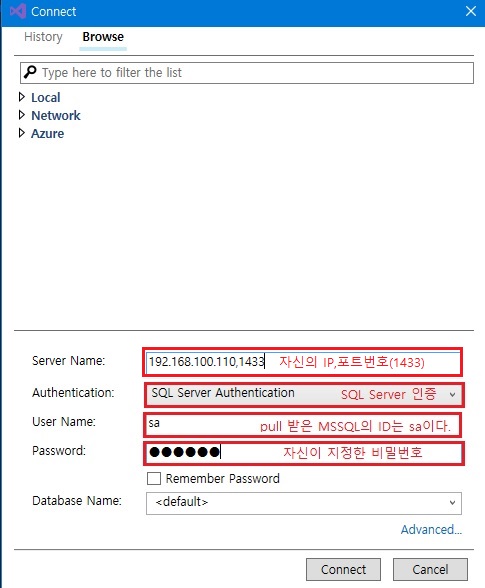 Connect
History Browse
Type here to filter the list
Local
Network
Azure
Server Name: 192.168.100.110,1433 자신의 IP,포트번호(1433)
Authentication: SQL Server Authentication SQL Server 인증
User Name: sa pull 받은 MSSQL의 ID는 sa이다.
Password: ●●●●●● 자신이 지정한 비밀번호
Remember Password
Database Name: <default>
Advanced...
Connect Cancel